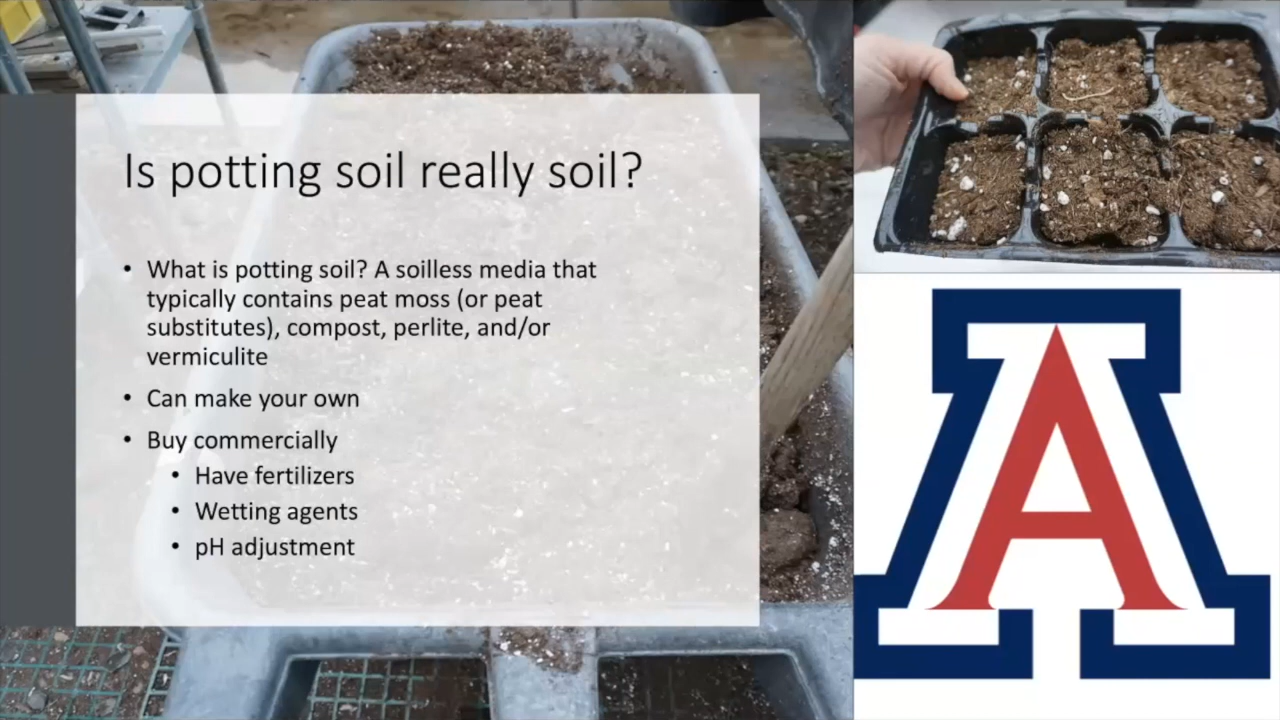 Is potting soil really soil?
• What is potting soil? A soilless media that
typically contains peat moss (or peat
substitutes), compost, perlite, and/or
vermiculite
• Can make your own
• Buy commercially
• Have fertilizers
• Wetting agents
• pH adjustment
A